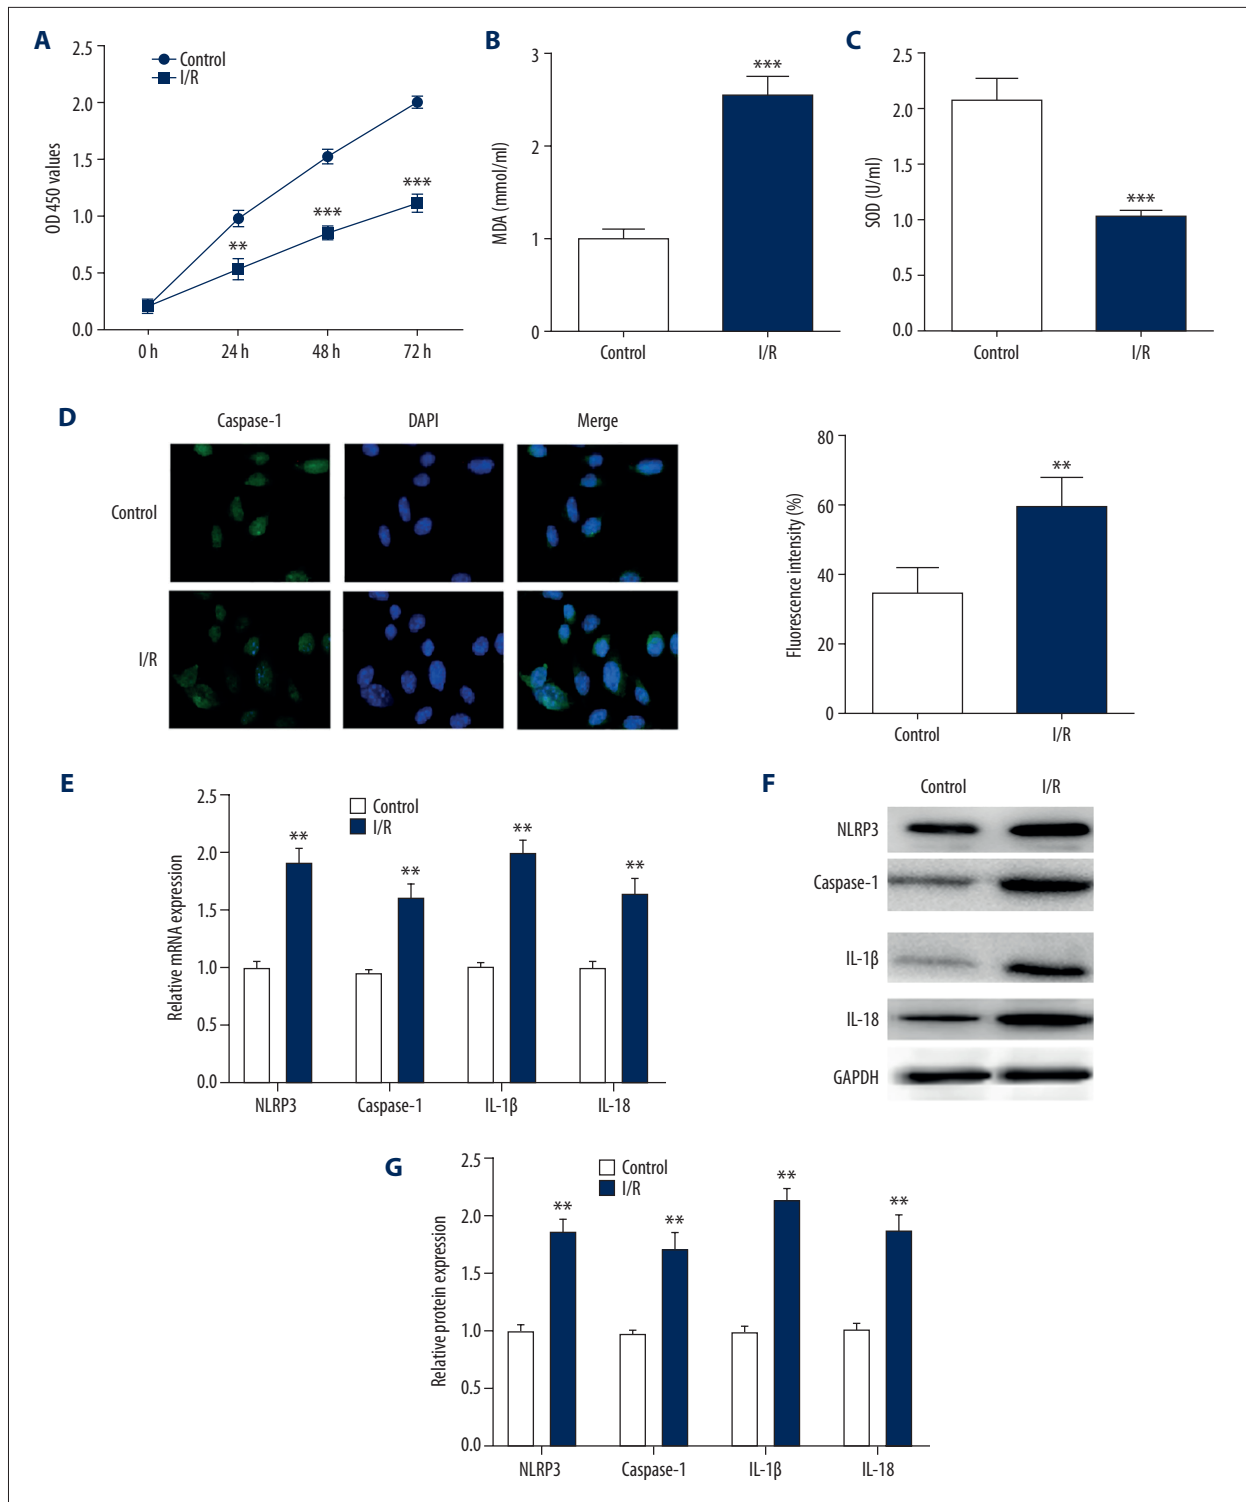 A
2.5
2.0
1.5
1.0
0.5
0.0
OD 450 values
Control
I/R
**
***
***
0 h
24 h
48 h
72 h
B
3
2
1
0
MDA (mmol/ml)
***
Control
I/R
C
2.5
2.0
1.5
1.0
0.5
0.0
SOD (U/ml)
***
Control
I/R
D
Caspase-1
DAPI
Merge
Control
I/R
80
60
40
20
0
Fluorescence intensity (%)
**
Control
I/R
E
2.5
2.0
1.5
1.0
0.5
0.0
Relative mRNA expression
Control
I/R
**
**
**
**
NLRP3
Caspase-1
IL-1β
IL-18
F
Control
I/R
NLRP3
Caspase-1
IL-1β
IL-18
GAPDH
G
2.5
2.0
1.5
1.0
0.5
0.0
Relative protein expression
Control
I/R
**
**
**
**
NLRP3
Caspase-1
IL-1β
IL-18